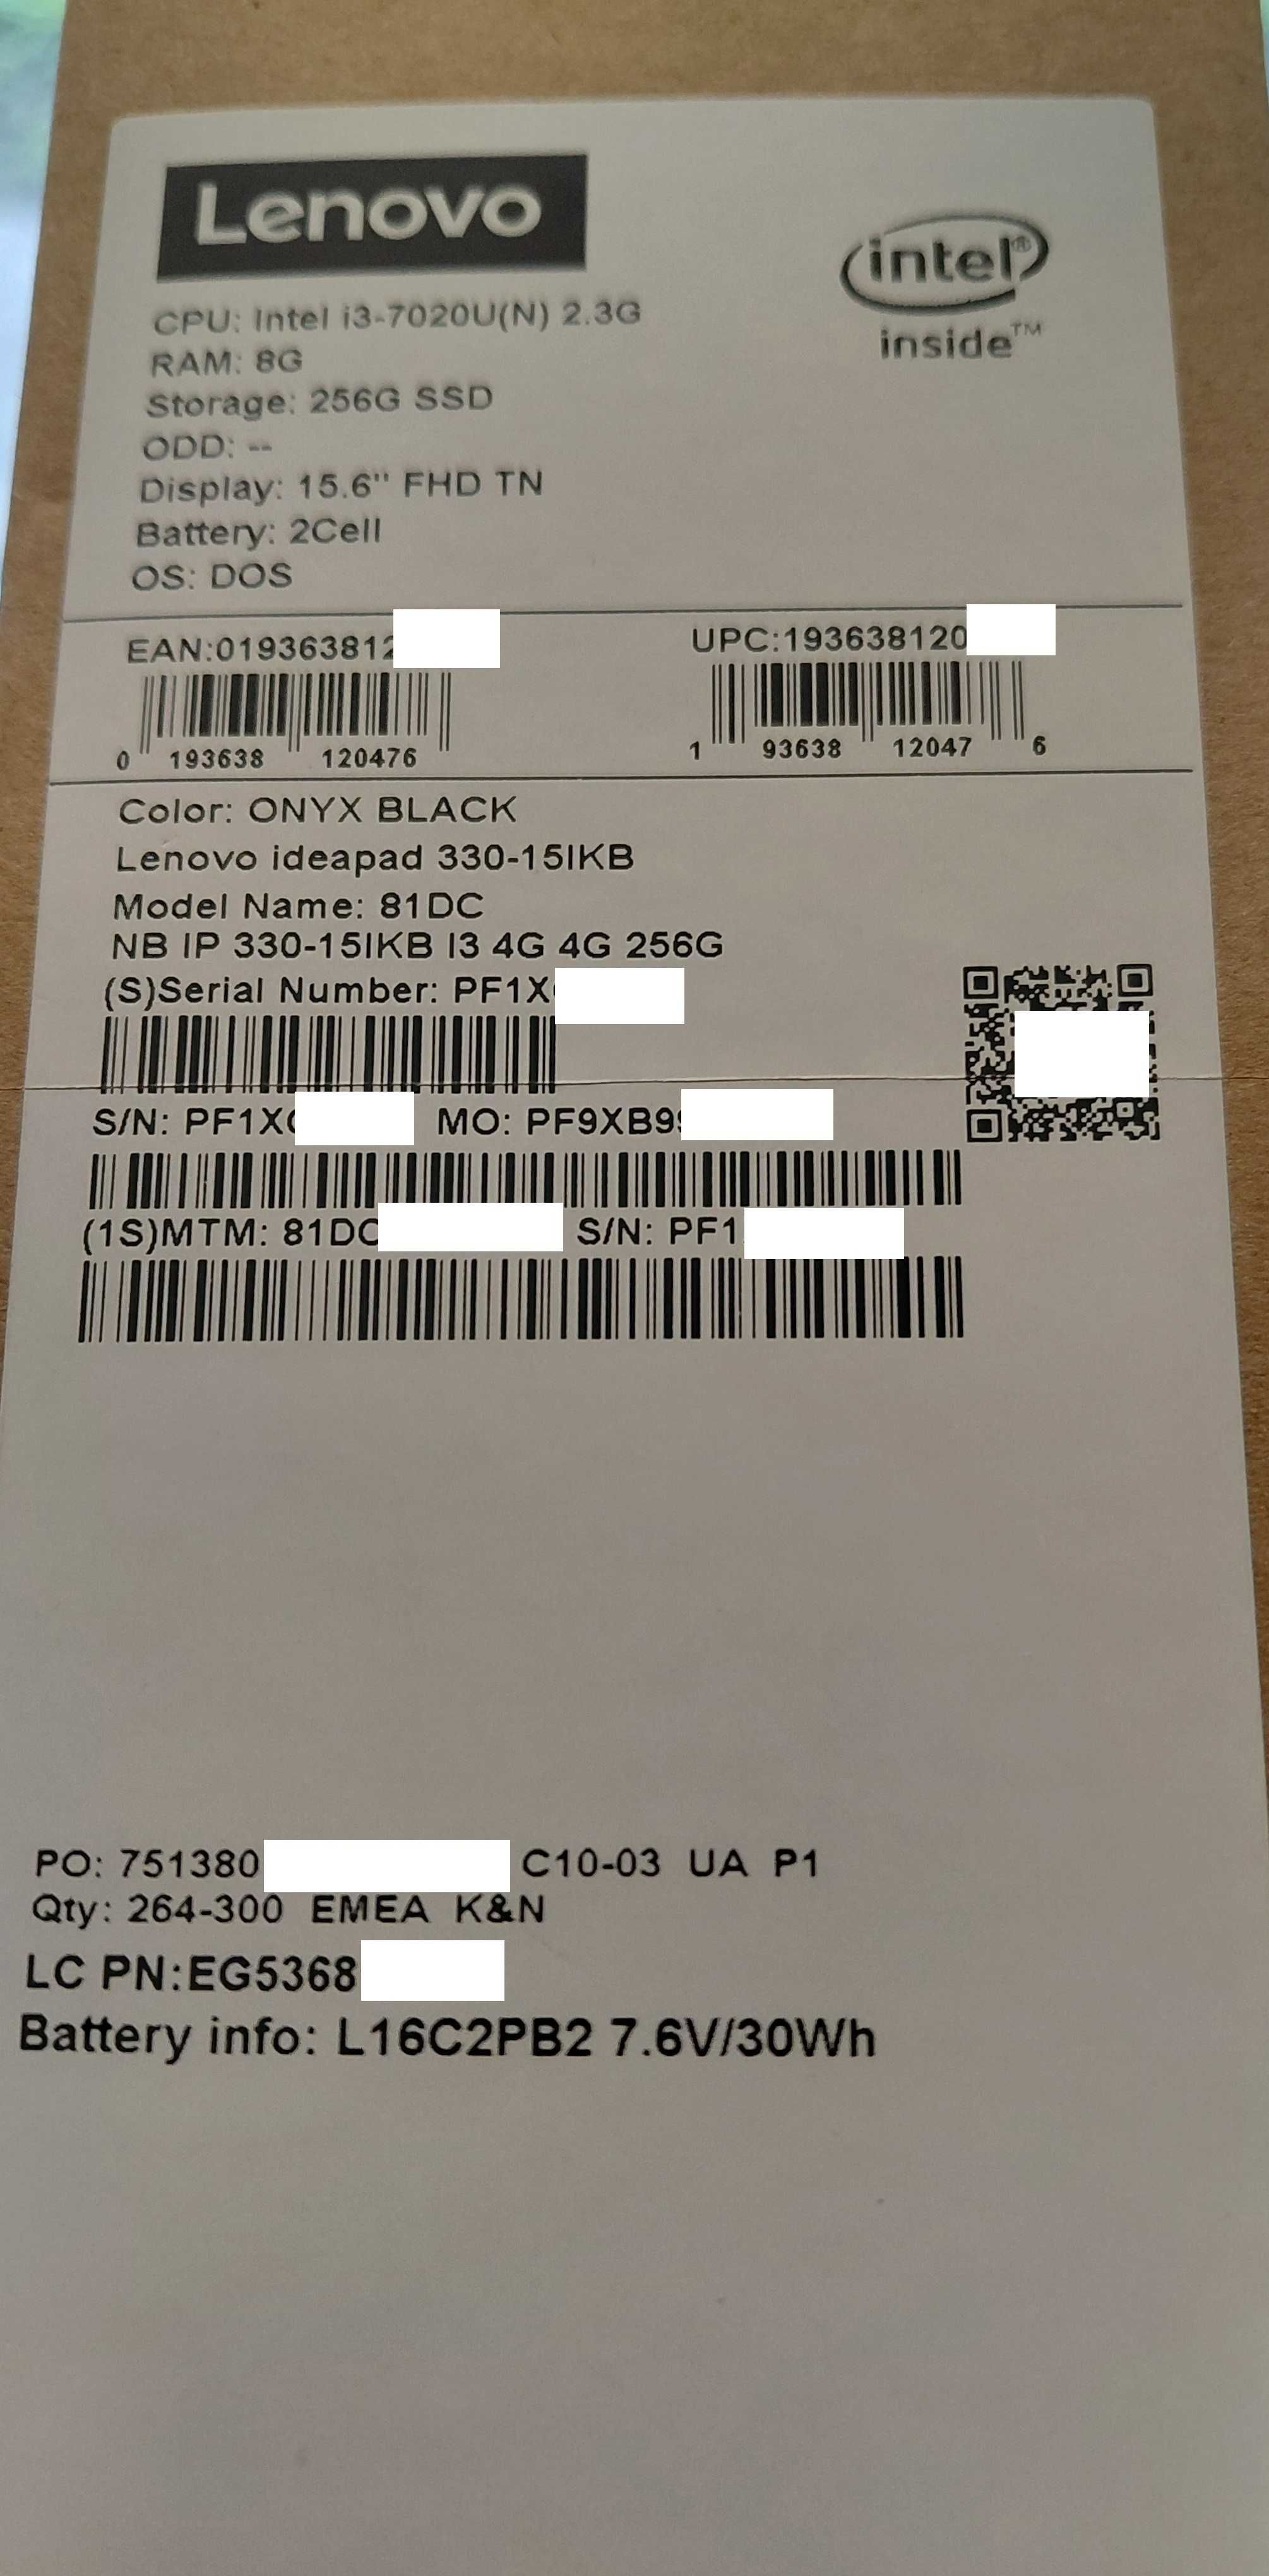 Lenovo
intel®
inside™
CPU: Intel i3-7020U(N) 2.3G
RAM: 8G
Storage: 256G SSD
ODD: --
Display: 15.6" FHD TN
Battery: 2Cell
OS: DOS
EAN:019363812
UPC:193638120
0 193638 120476
1 93638 12047 6
Color: ONYX BLACK
Lenovo ideapad 330-15IKB
Model Name: 81DC
NB IP 330-15IKB I3 4G 4G 256G
(S)Serial Number: PF1X
S/N: PF1X MO: PF9XB9
(1S)MTM: 81DC S/N: PF1
PO: 751380 C10-03 UA P1
Qty: 264-300 EMEA K&N
LC PN:EG5368
Battery info: L16C2PB2 7.6V/30Wh